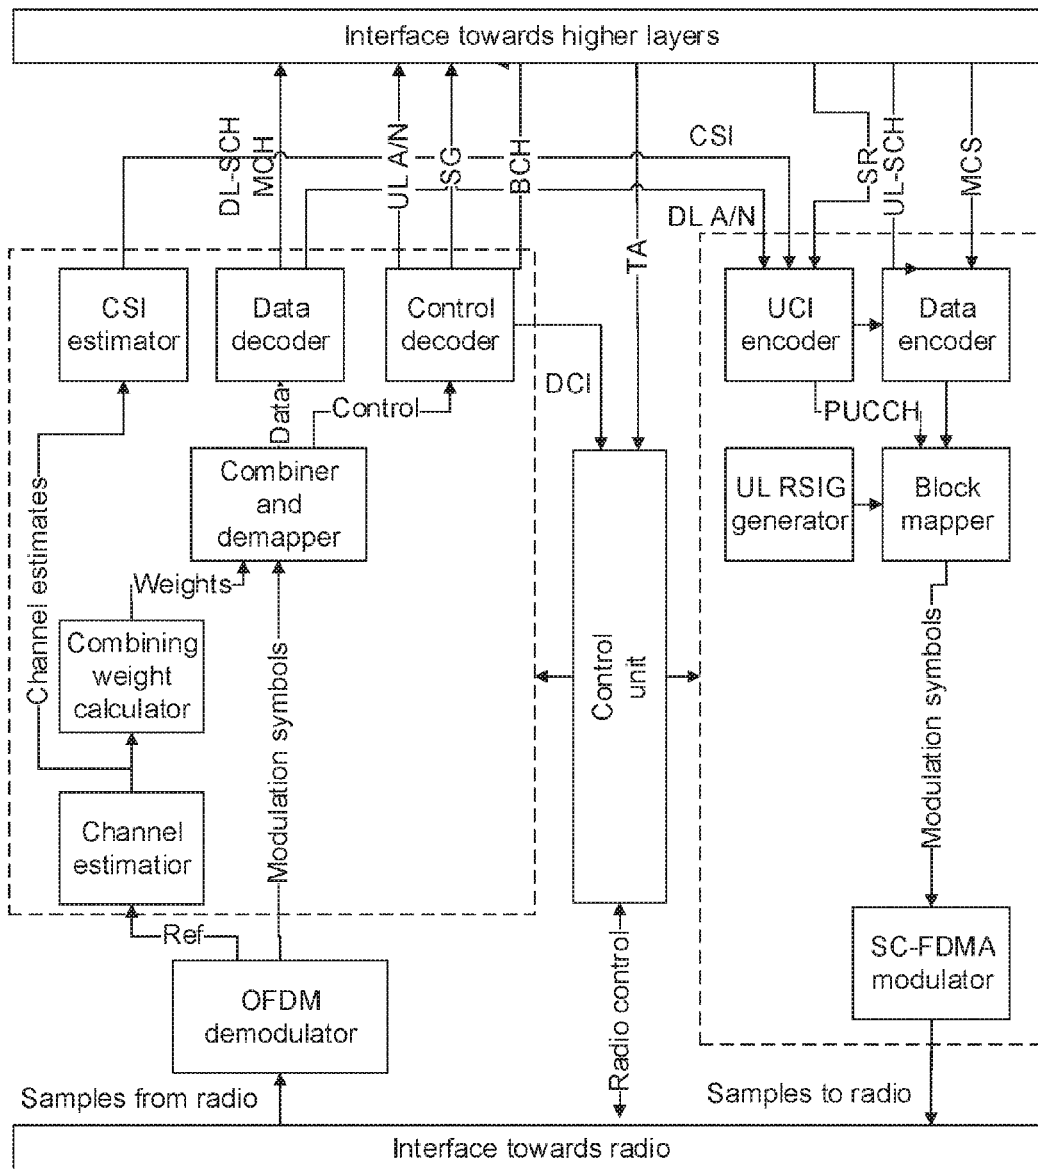 Interface towards higher layers
DL-SCH
MCH
UL A/N
SG
BCH
CSI
DL A/N
TA
SR
UL-SCH
MCS
CSI
estimator
Data
decoder
Control
decoder
UCI
encoder
Data
encoder
DCI
Data
Control
PUCCH
Combiner
and
demapper
UL RSIG
generator
Block
mapper
Channel estimates
Weights
Combining
weight
calculator
Modulation symbols
Control
unit
Modulation symbols
Channel
estimatior
Ref
OFDM
demodulator
Radio control
SC-FDMA
modulator
Samples from radio
Samples to radio
Interface towards radio